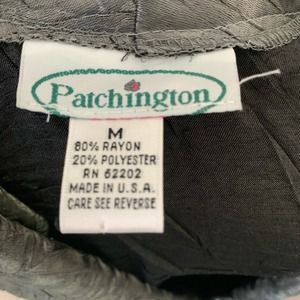 Patchington
M
80% RAYON
20% POLYESTER
RN 62202
MADE IN U.S.A.
CARE SEE REVERSE